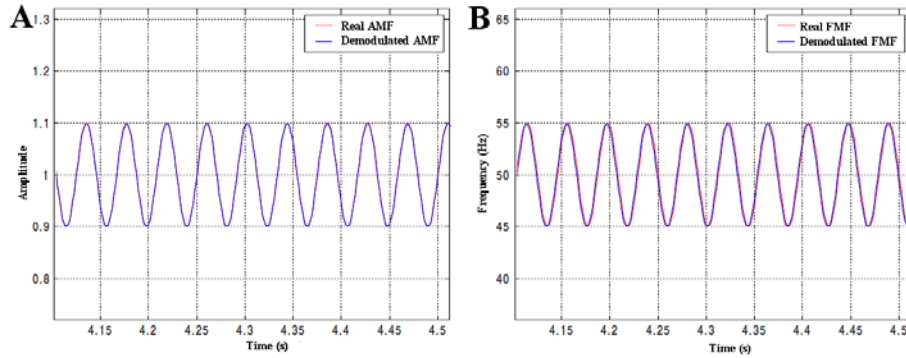 A
1.3
1.2
1.1
1
0.9
0.8
Amplitude
Real AMF
Demodulated AMF
4.15 4.2 4.25 4.3 4.35 4.4 4.45 4.5
Time (s)
B
65
60
55
50
45
40
Frequency (Hz)
Real FMF
Demodulated FMF
4.15 4.2 4.25 4.3 4.35 4.4 4.45 4.5
Time (s)